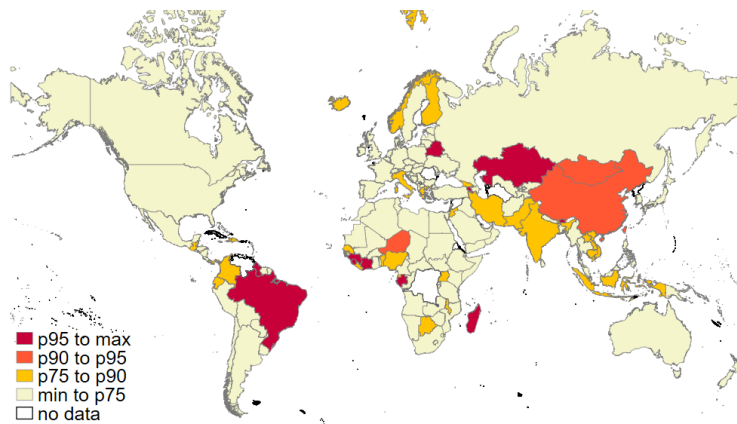 p95 to max
p90 to p95
p75 to p90
min to p75
no data